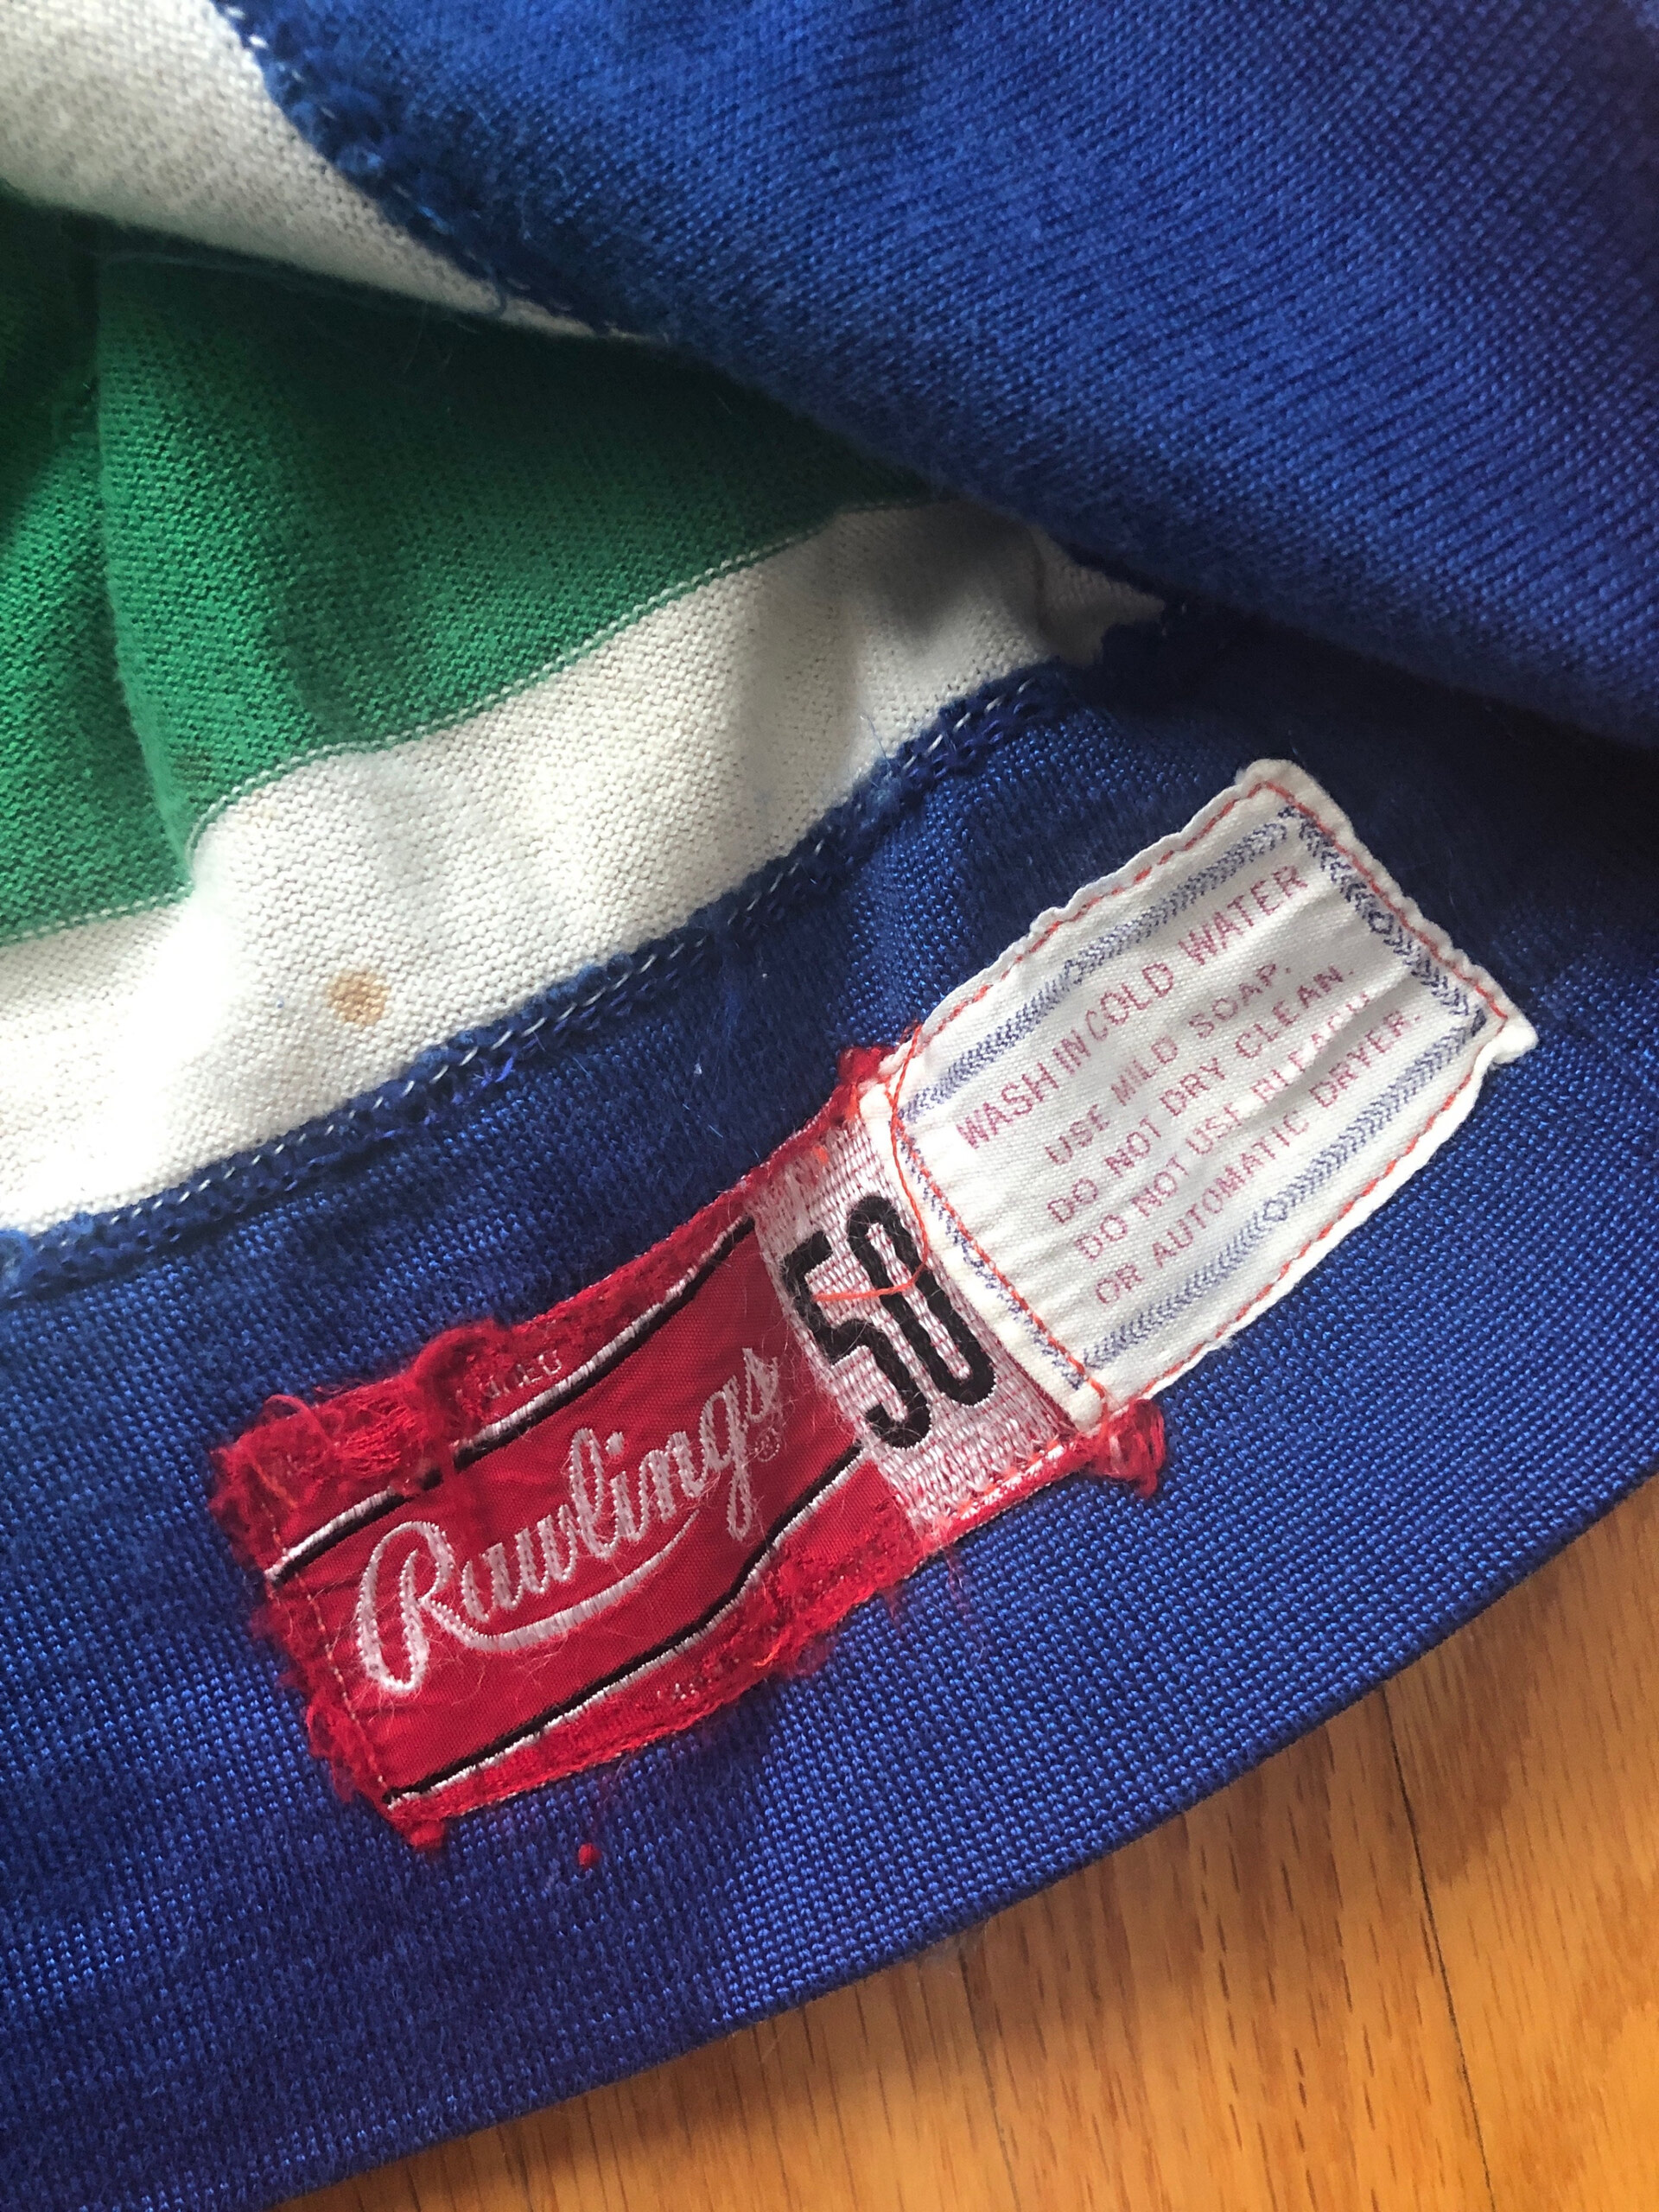 Rawlings®
50
WASH IN COLD WATER
USE MILD SOAP.
DO NOT DRY CLEAN.
DO NOT USE BLEACH
OR AUTOMATIC DRYER.